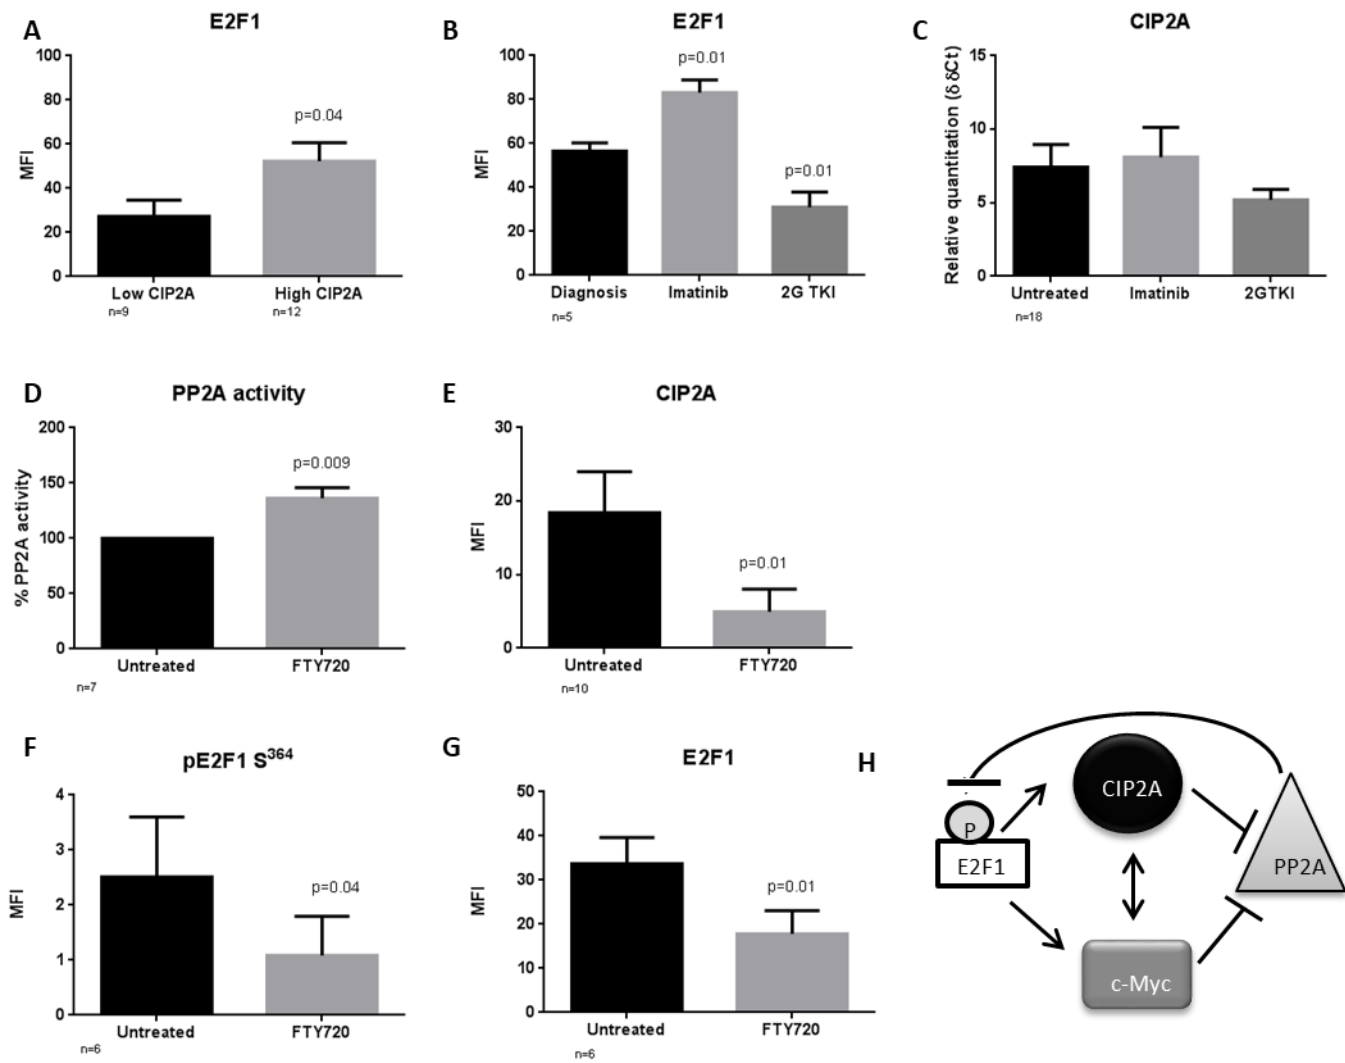 A
E2F1
MFI
100
80
60
40
20
0
p=0.04
Low CIP2A
High CIP2A
n=9
n=12
B
E2F1
MFI
100
80
60
40
20
0
p=0.01
p=0.01
Diagnosis
Imatinib
2G TKI
n=5
C
CIP2A
Relative quantitation (δ δCt)
15
10
5
0
Untreated
Imatinib
2GTKI
n=18
D
PP2A activity
% PP2A activity
200
150
100
50
0
p=0.009
Untreated
FTY720
n=7
E
CIP2A
MFI
30
20
10
0
p=0.01
Untreated
FTY720
n=10
F
pE2F1 S³⁶⁴
MFI
4
3
2
1
0
p=0.04
Untreated
FTY720
n=6
G
E2F1
MFI
50
40
30
20
10
0
p=0.01
Untreated
FTY720
n=6
H
CIP2A
P
E2F1
PP2A
c-Myc